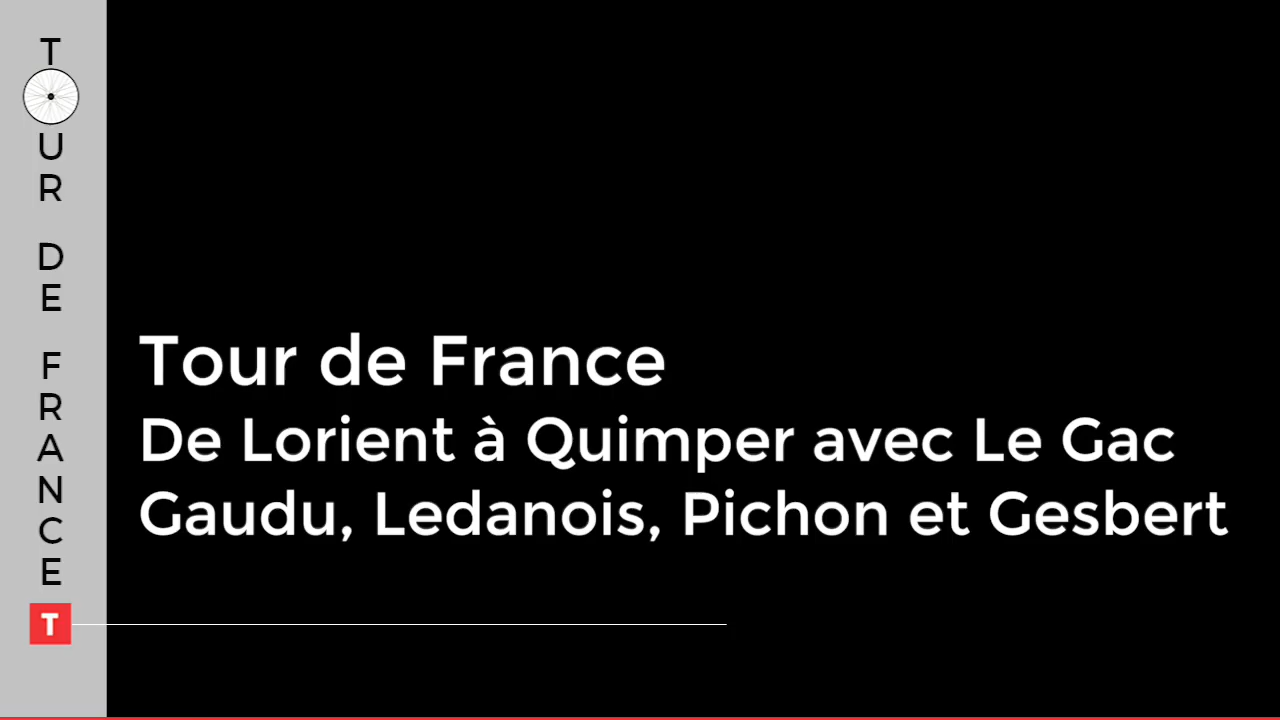 TOUR DE FRANCE
T
Tour de France
De Lorient à Quimper avec Le Gac
Gaudu, Ledanois, Pichon et Gesbert